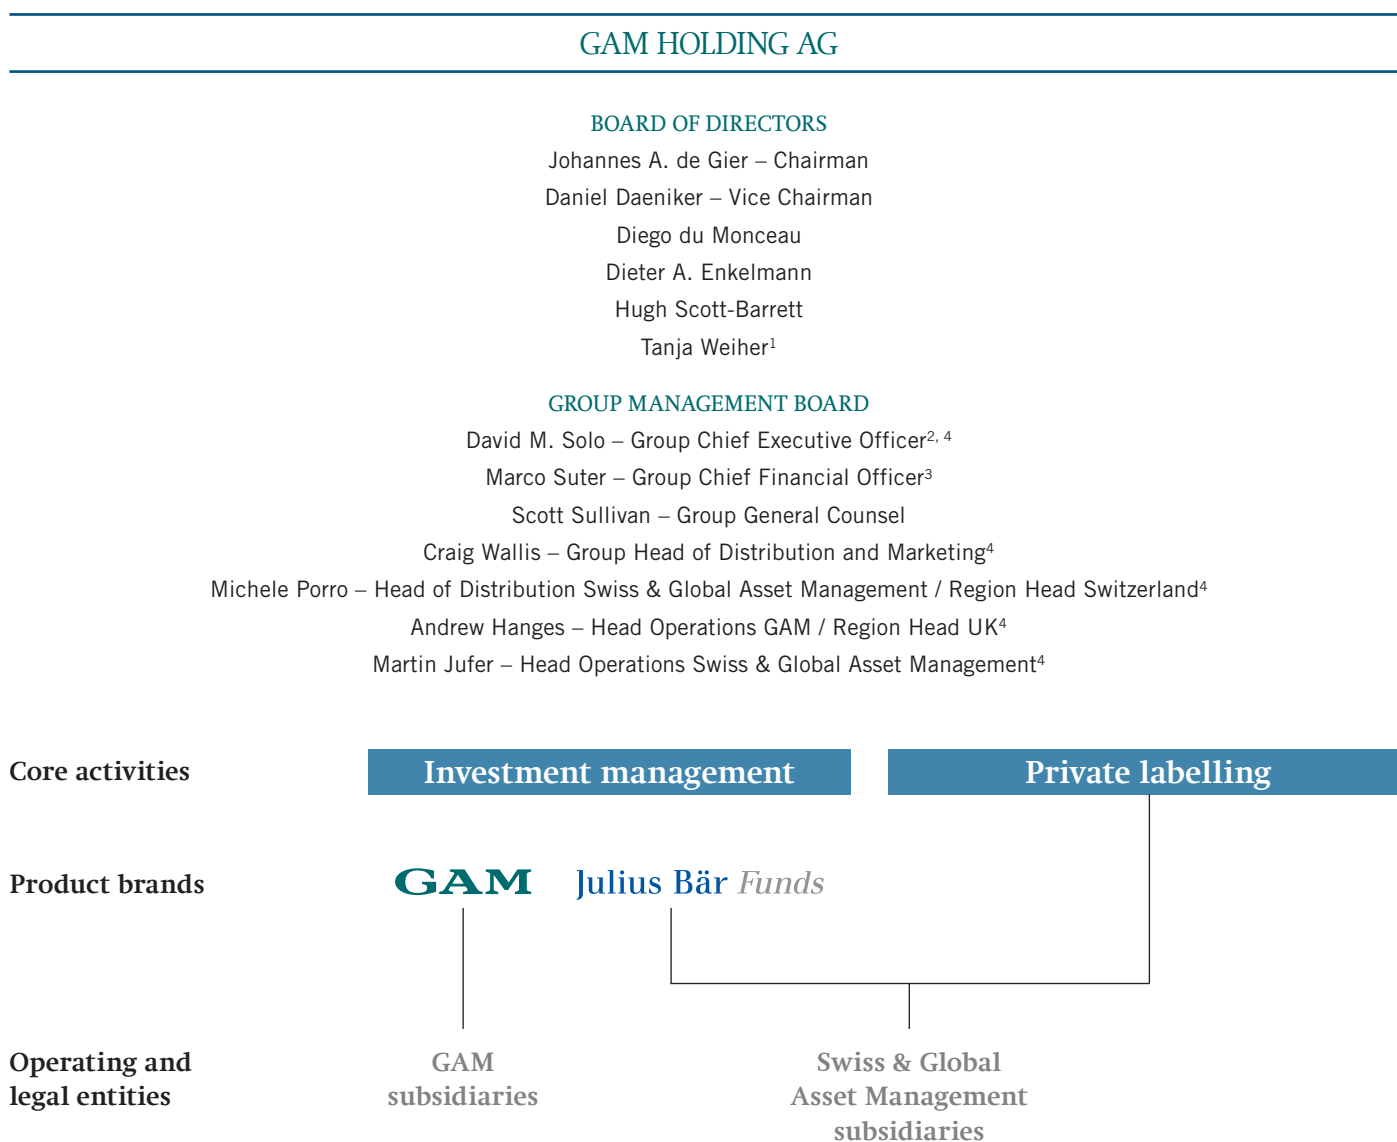 GAM HOLDING AG
BOARD OF DIRECTORS
Johannes A. de Gier – Chairman
Daniel Daeniker – Vice Chairman
Diego du Monceau
Dieter A. Enkelmann
Hugh Scott-Barrett
Tanja Weiher¹
GROUP MANAGEMENT BOARD
David M. Solo – Group Chief Executive Officer²˒ ⁴
Marco Suter – Group Chief Financial Officer³
Scott Sullivan – Group General Counsel
Craig Wallis – Group Head of Distribution and Marketing⁴
Michele Porro – Head of Distribution Swiss & Global Asset Management / Region Head Switzerland⁴
Andrew Hanges – Head Operations GAM / Region Head UK⁴
Martin Jufer – Head Operations Swiss & Global Asset Management⁴
Core activities Investment management Private labelling
Product brands GAM Julius Bär Funds
Operating and GAM Swiss & Global
legal entities subsidiaries Asset Management
subsidiaries